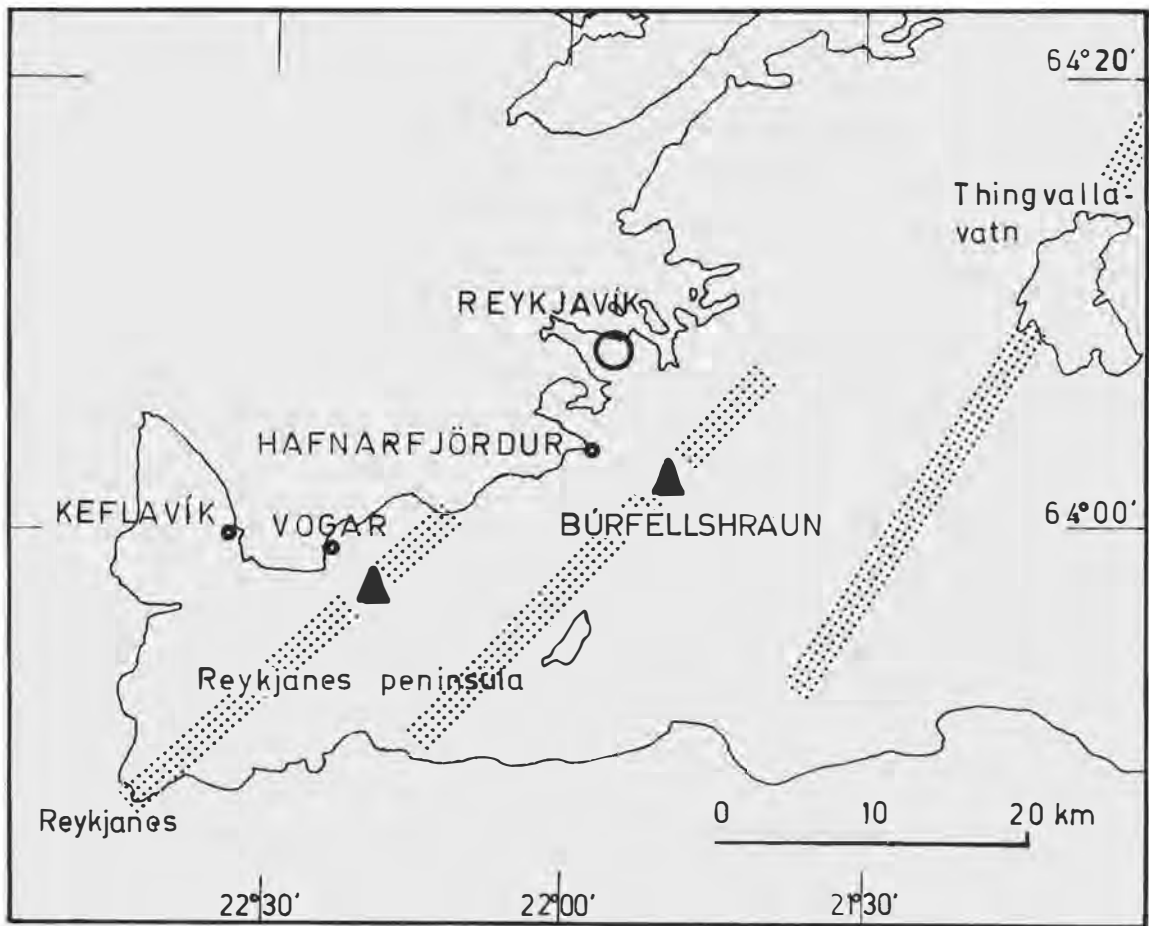 64°20'
Thingvalla-
vatn
REYKJAVÍK
HAFNARFJÖRDUR
KEFLAVÍK
VOGAR
BÚRFELLSHRAUN
64°00'
Reykjanes peninsula
Reykjanes
0 10 20 km
22°30' 22°00' 21°30'